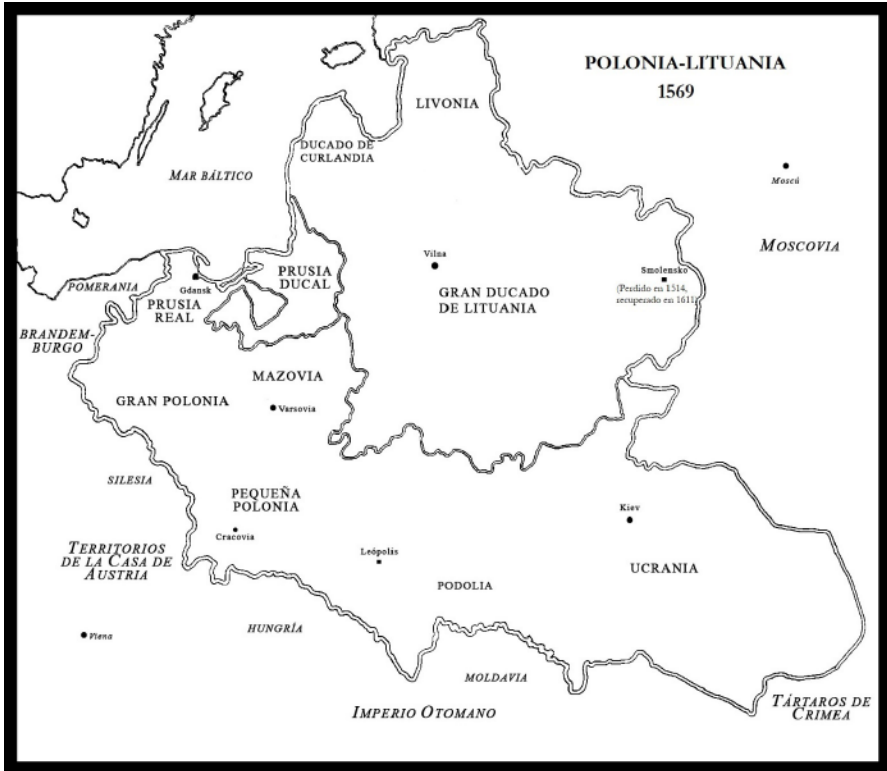 POLONIA-LITUANIA
1569
LIVONIA
DUCADO DE
CURLANDIA
MAR BÁLTICO
Moscú
MOSCOVIA
Vilna
Smolensko
(Perdido en 1514,
recuperado en 1611)
GRAN DUCADO
DE LITUANIA
PRUSIA
DUCAL
Gdansk
POMERANIA
PRUSIA
REAL
BRANDEM-
BURGO
MAZOVIA
GRAN POLONIA
Varsovia
SILESIA
PEQUEÑA
POLONIA
Cracovia
Kiev
TERRITORIOS
DE LA CASA DE
AUSTRIA
Leópolis
UCRANIA
PODOLIA
Viena
HUNGRÍA
MOLDAVIA
IMPERIO OTOMANO
TÁRTAROS DE
CRIMEA